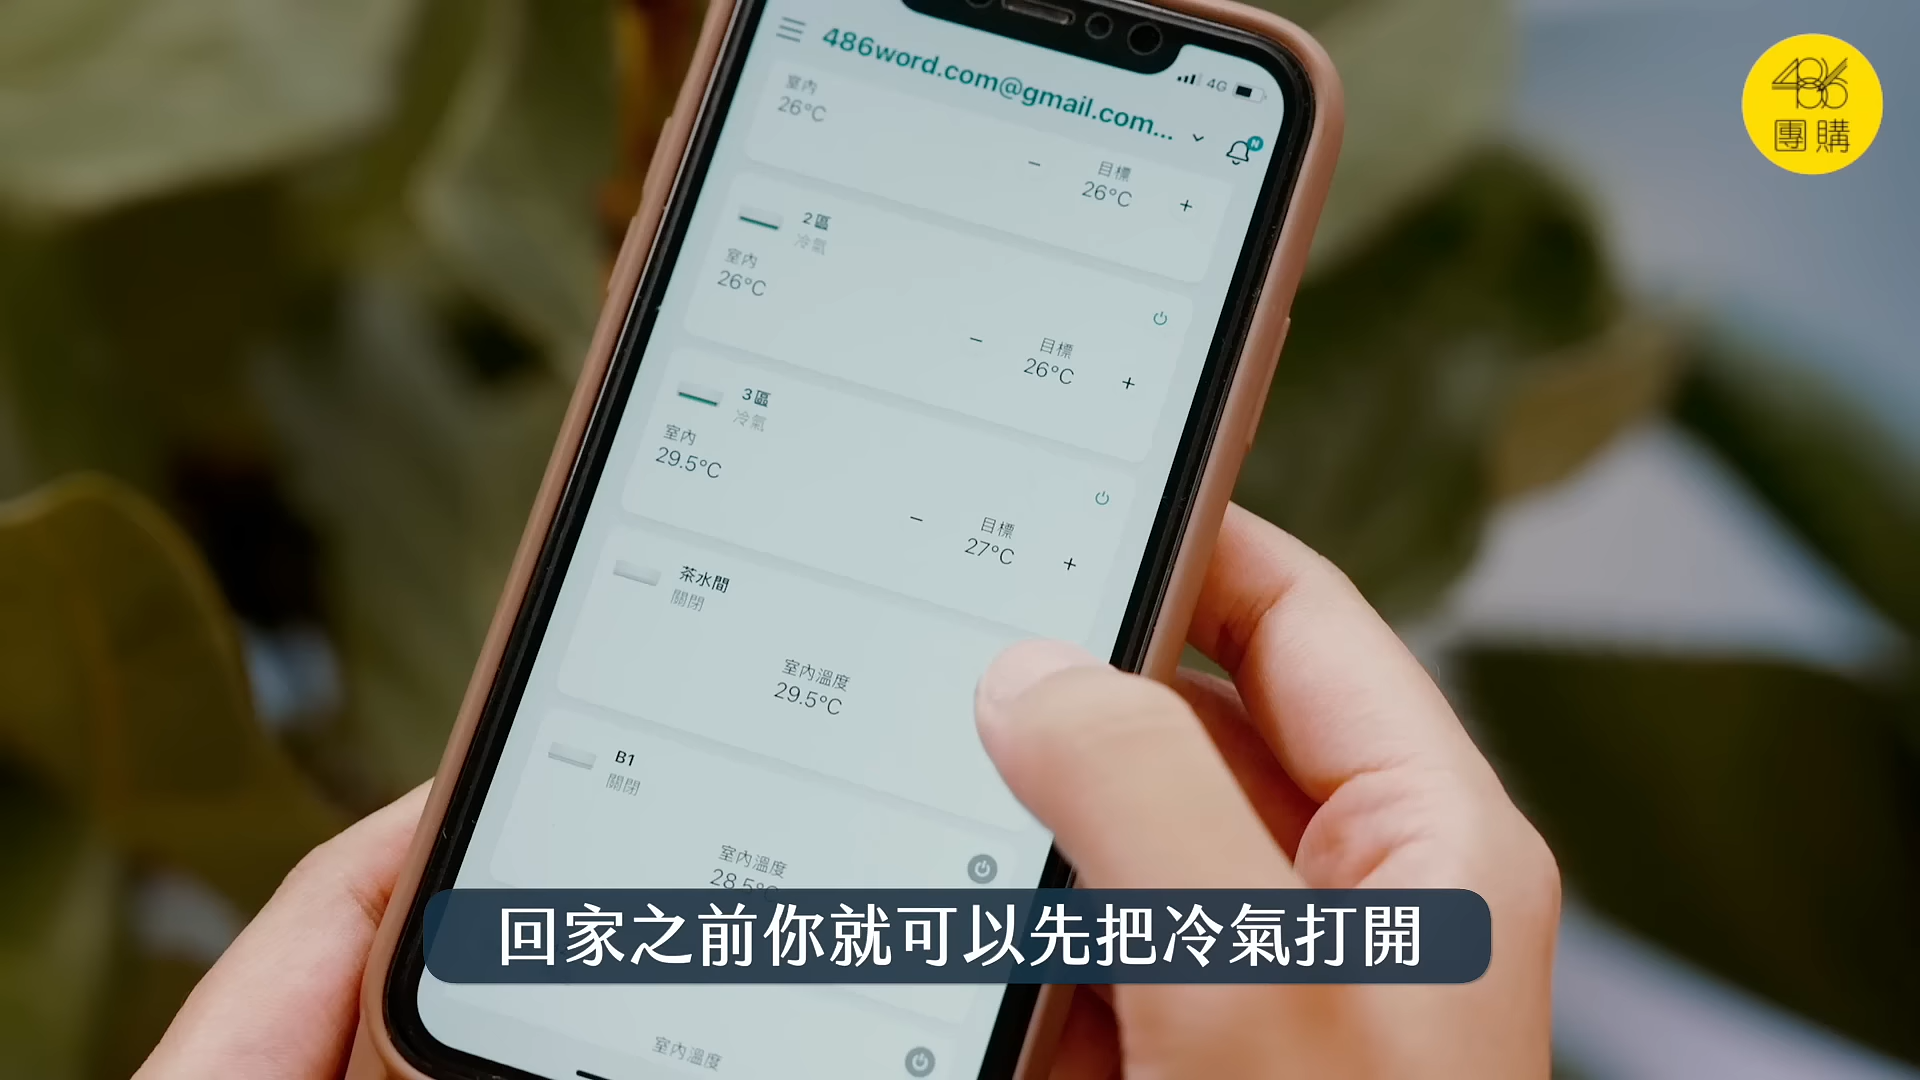 486word.com@gmail.com...
4G
N
室內
26°C
目標
26°C
2區
冷氣
室內
26°C
目標
26°C
3區
冷氣
室內
29.5°C
目標
27°C
茶水間
關閉
室內溫度
29.5°C
B1
關閉
室內溫度
28.5°C
室內溫度
回家之前你就可以先把冷氣打開
486
團購